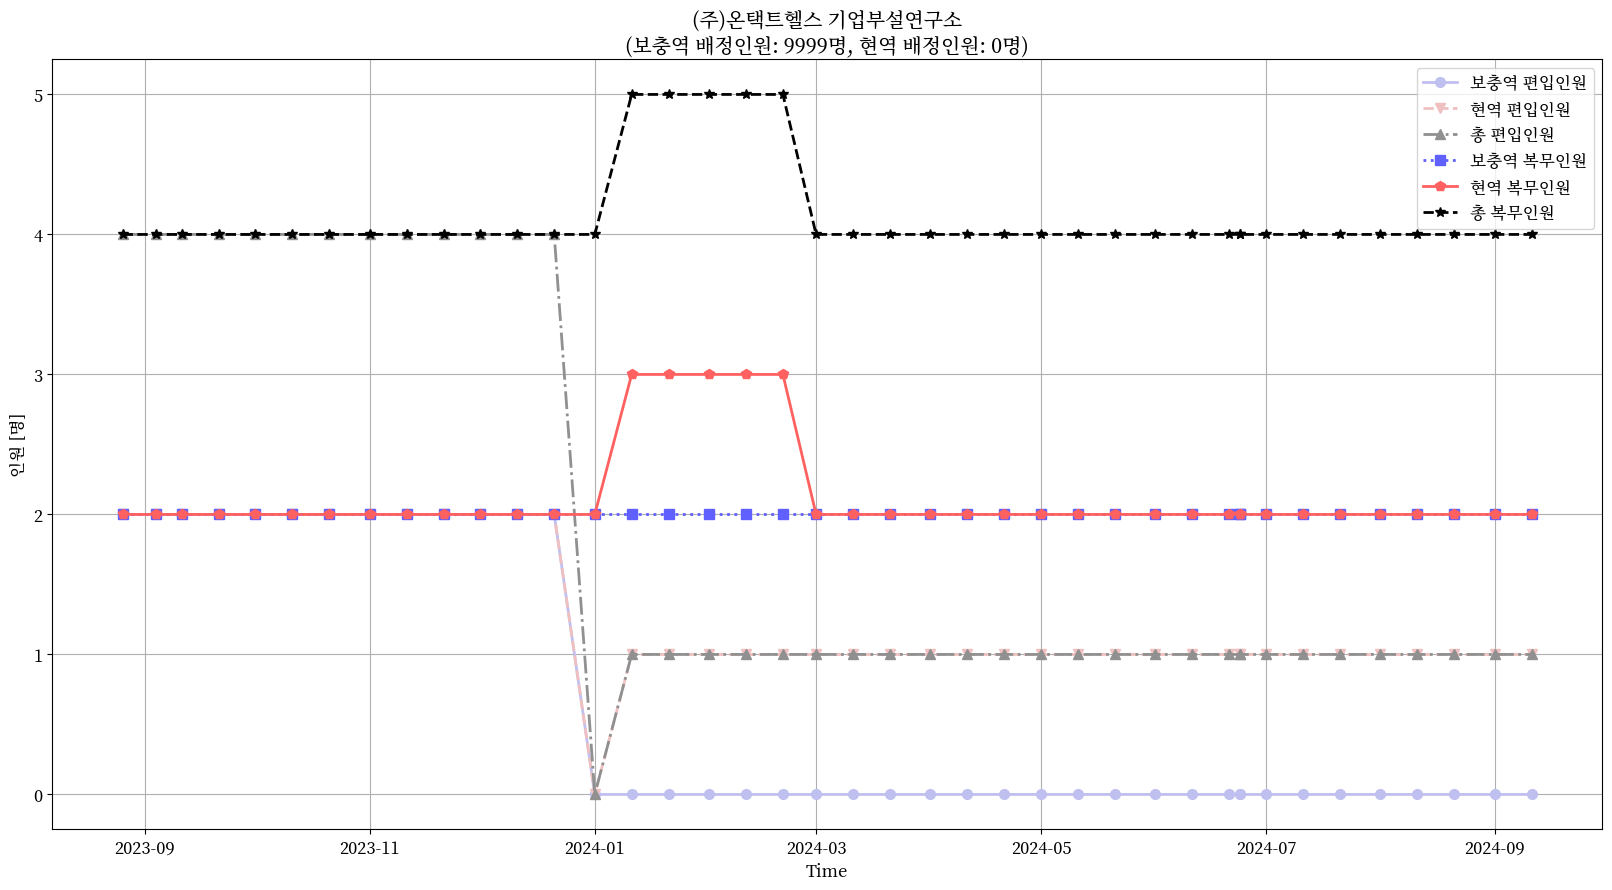 (주)온택트헬스 기업부설연구소
(보충역 배정인원: 9999명, 현역 배정인원: 0명)
보충역 편입인원
현역 편입인원
총 편입인원
보충역 복무인원
현역 복무인원
총 복무인원
인원 [명]
5
4
3
2
1
0
2023-09 2023-11 2024-01 2024-03 2024-05 2024-07 2024-09
Time